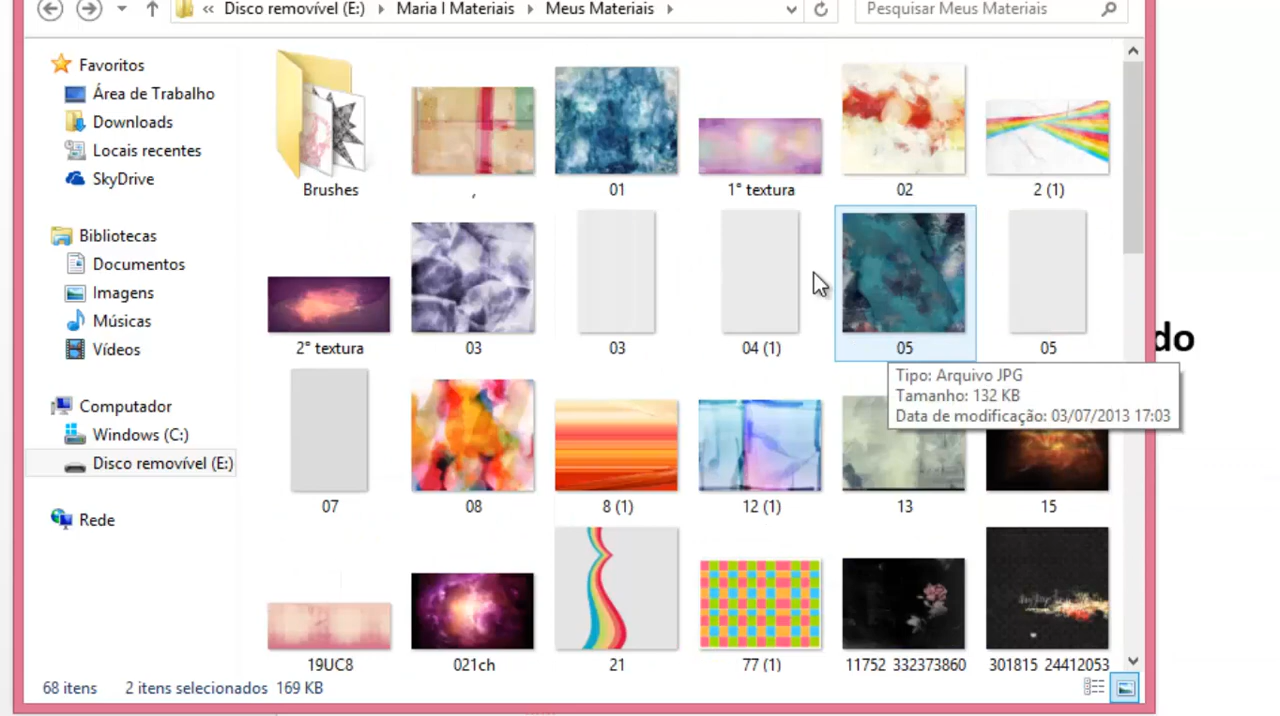 « Disco removível (E:) Maria I Materiais Meus Materiais
Pesquisar Meus Materiais
Favoritos
Área de Trabalho
Downloads
Locais recentes
SkyDrive
Bibliotecas
Documentos
Imagens
Músicas
Vídeos
Computador
Windows (C:)
Disco removível (E:)
Rede
Brushes , 01 1° textura 02 2 (1)
2° textura 03 03 04 (1) 05 05
do
Tipo: Arquivo JPG
Tamanho: 132 KB
Data de modificação: 03/07/2013 17:03
07 08 8 (1) 12 (1) 13 15
19UC8 021ch 21 77 (1) 11752_332373860 301815_24412053
68 itens 2 itens selecionados 169 KB